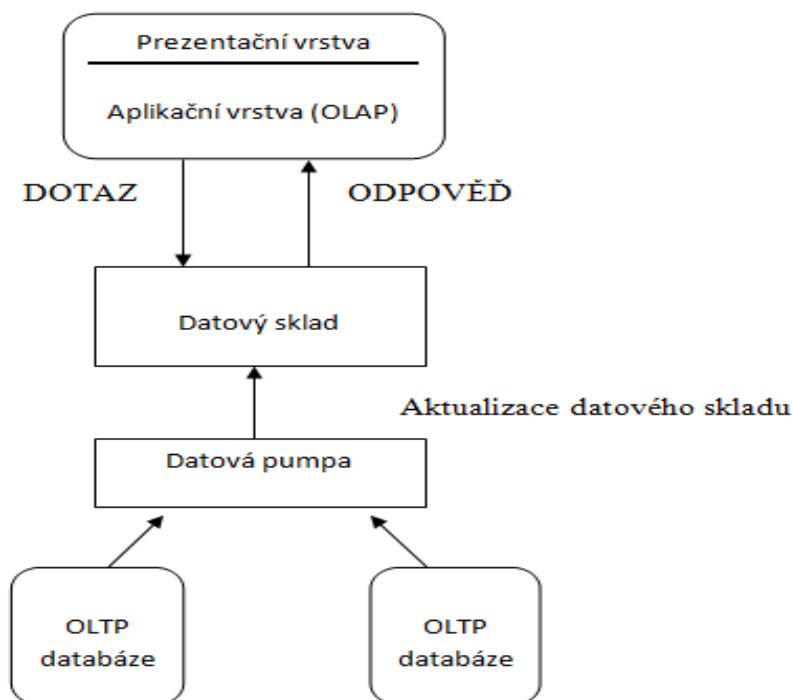 Prezentační vrstva
Aplikační vrstva (OLAP)
DOTAZ
ODPOVĚĎ
Datový sklad
Aktualizace datového skladu
Datová pumpa
OLTP
databáze
OLTP
databáze